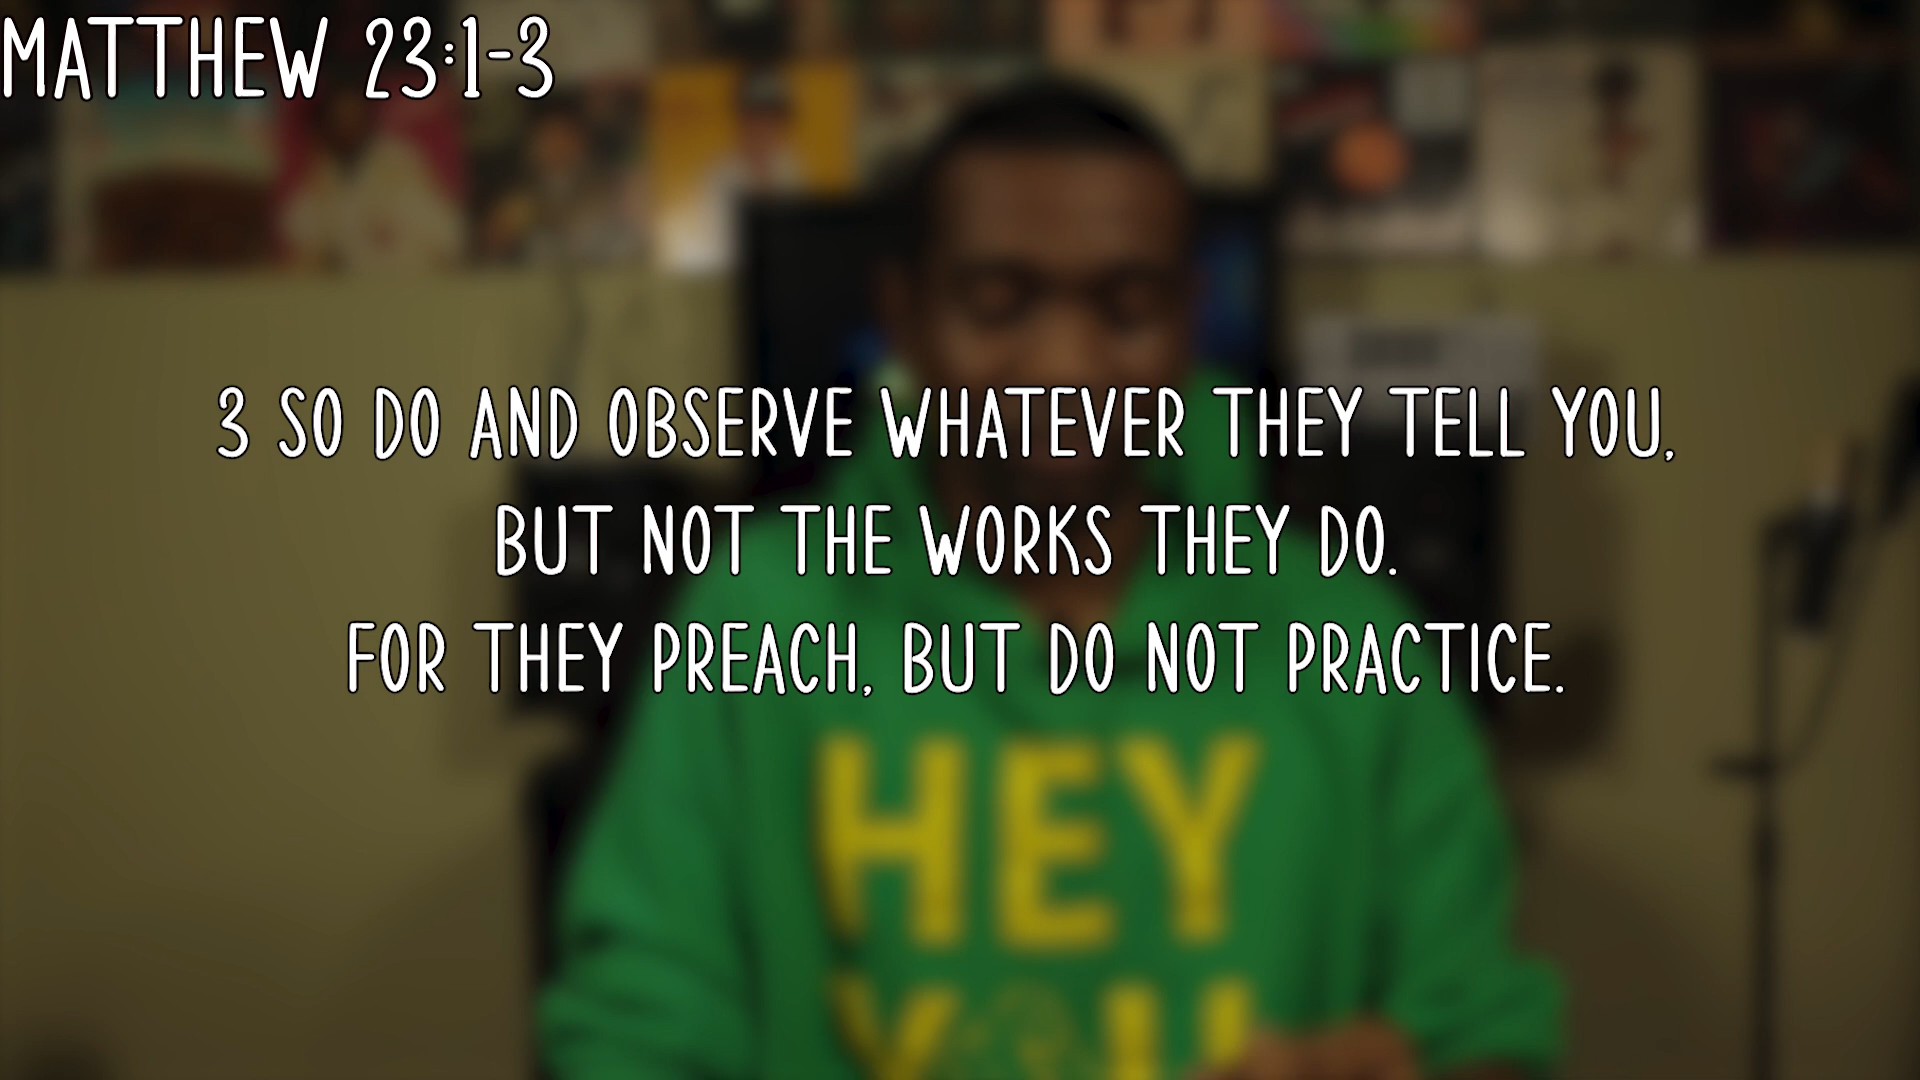 MATTHEW 23:1-3
3 SO DO AND OBSERVE WHATEVER THEY TELL YOU,
BUT NOT THE WORKS THEY DO.
FOR THEY PREACH, BUT DO NOT PRACTICE.
HEY
YOU